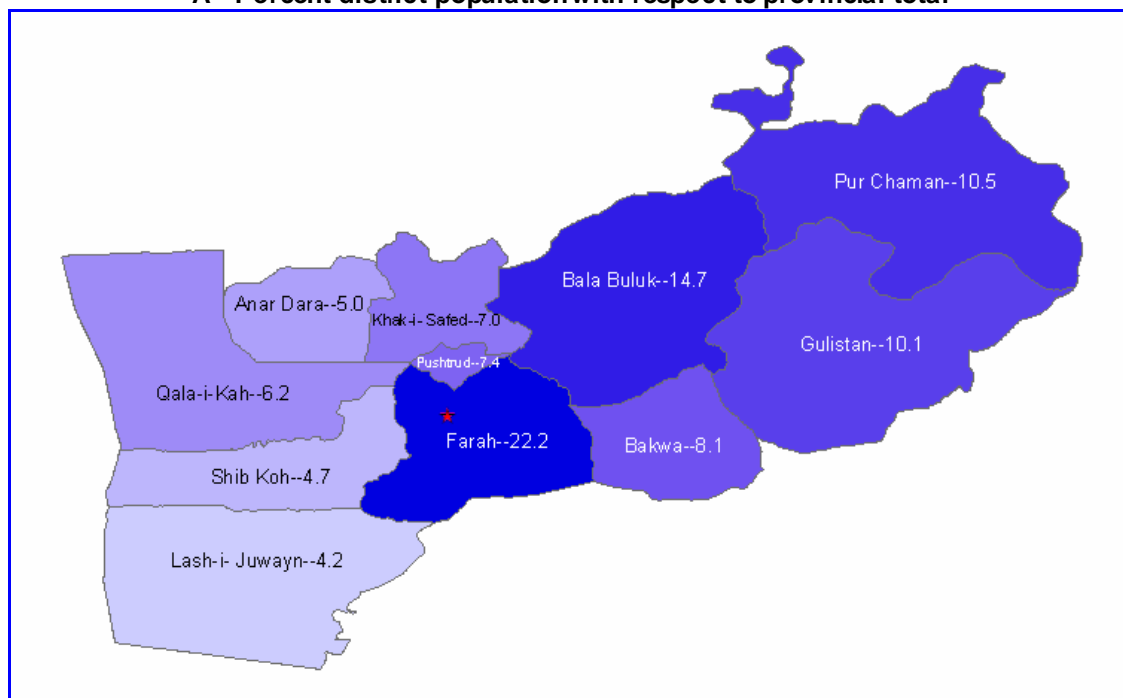 A - Percent district population with respect to provincial total
Pur Chaman--10.5
Bala Buluk--14.7
Anar Dara--5.0
Khak-i- Safed--7.0
Gulistan--10.1
Pushtrud--7.4
Qala-i-Kah--6.2
Farah--22.2
Bakwa--8.1
Shib Koh--4.7
Lash-i- Juwayn--4.2